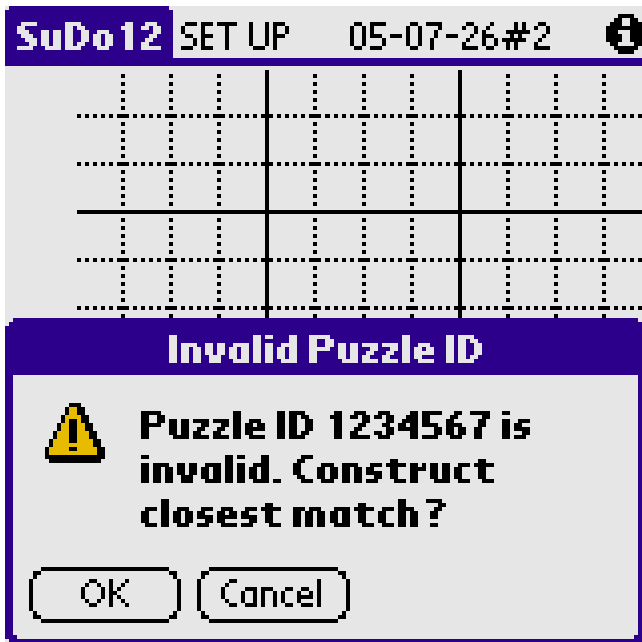 SuDo12 SET UP 05-07-26#2
Invalid Puzzle ID
Puzzle ID 1234567 is
invalid. Construct
closest match?
OK Cancel